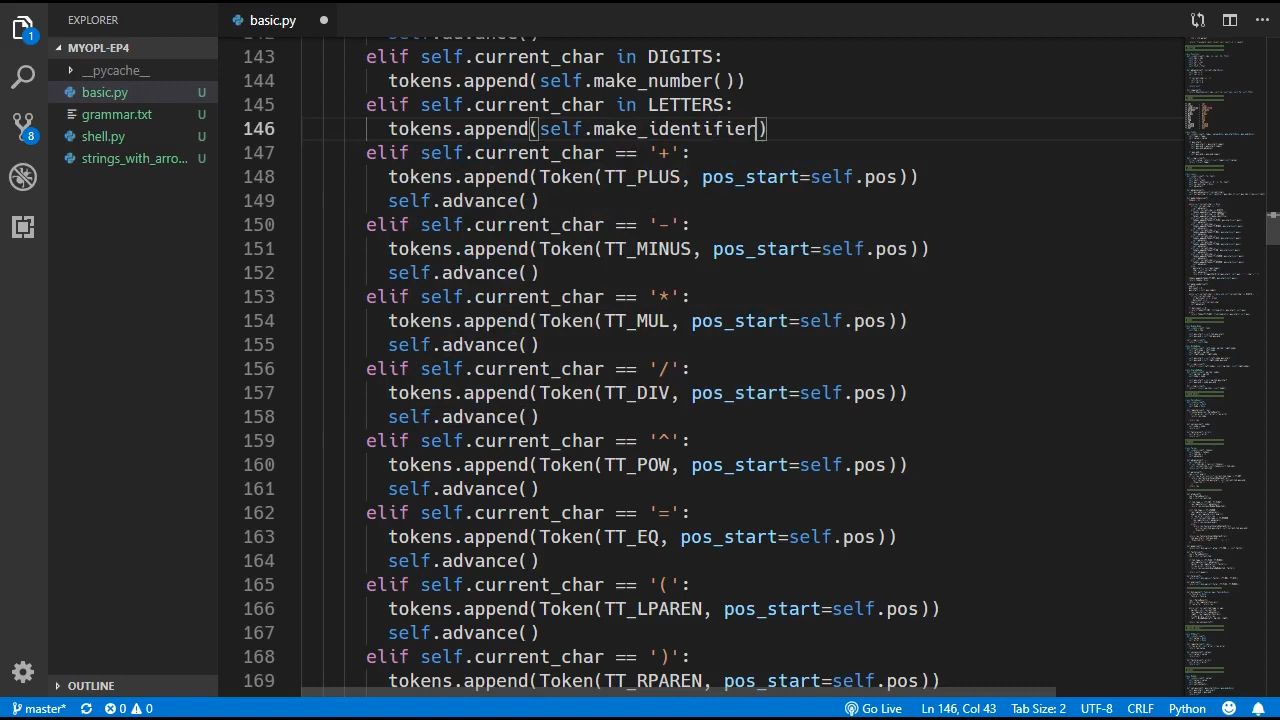 EXPLORER
basic.py
MYOPL-EP4
__pycache__
basic.py U
grammar.txt U
shell.py U
strings_with_arro... U
1
8
143 elif self.current_char in DIGITS:
144 tokens.append(self.make_number())
145 elif self.current_char in LETTERS:
146 tokens.append(self.make_identifier)
147 elif self.current_char == '+':
148 tokens.append(Token(TT_PLUS, pos_start=self.pos))
149 self.advance()
150 elif self.current_char == '-':
151 tokens.append(Token(TT_MINUS, pos_start=self.pos))
152 self.advance()
153 elif self.current_char == '*':
154 tokens.append(Token(TT_MUL, pos_start=self.pos))
155 self.advance()
156 elif self.current_char == '/':
157 tokens.append(Token(TT_DIV, pos_start=self.pos))
158 self.advance()
159 elif self.current_char == '^':
160 tokens.append(Token(TT_POW, pos_start=self.pos))
161 self.advance()
162 elif self.current_char == '=':
163 tokens.append(Token(TT_EQ, pos_start=self.pos))
164 self.advance()
165 elif self.current_char == '(':
166 tokens.append(Token(TT_LPAREN, pos_start=self.pos))
167 self.advance()
168 elif self.current_char == ')':
169 tokens.append(Token(TT_RPAREN, pos_start=self.pos))
OUTLINE
master* 0 0 Go Live Ln 146, Col 43 Tab Size: 2 UTF-8 CRLF Python